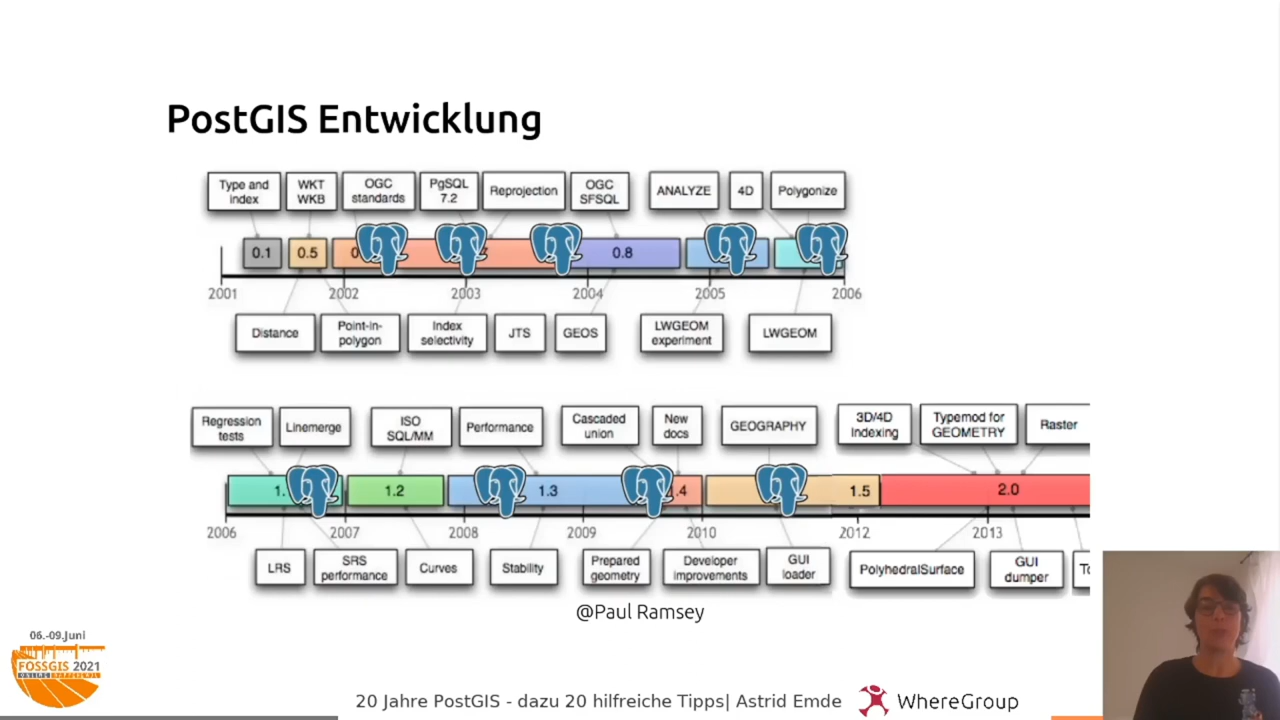 PostGIS Entwicklung
Type and
index
WKT
WKB
OGC
standards
PgSQL
7.2
Reprojection
OGC
SFSQL
ANALYZE
4D
Polygonize
0.1
0.5
0.8
2001
2002
2003
2004
2005
2006
Distance
Point-in-
polygon
Index
selectivity
JTS
GEOS
LWGEOM
experiment
LWGEOM
Regression
tests
Linemerge
ISO
SQL/MM
Performance
Cascaded
union
New
docs
GEOGRAPHY
3D/4D
Indexing
Typemod for
GEOMETRY
Raster
1.2
1.3
.4
1.5
2.0
2006
2007
2008
2009
2010
2012
2013
LRS
SRS
performance
Curves
Stability
Prepared
geometry
Developer
improvements
GUI
loader
PolyhedralSurface
GUI
dumper
@Paul Ramsey
06.-09.Juni
FOSSGIS 2021
20 Jahre PostGIS - dazu 20 hilfreiche Tipps| Astrid Emde
WhereGroup